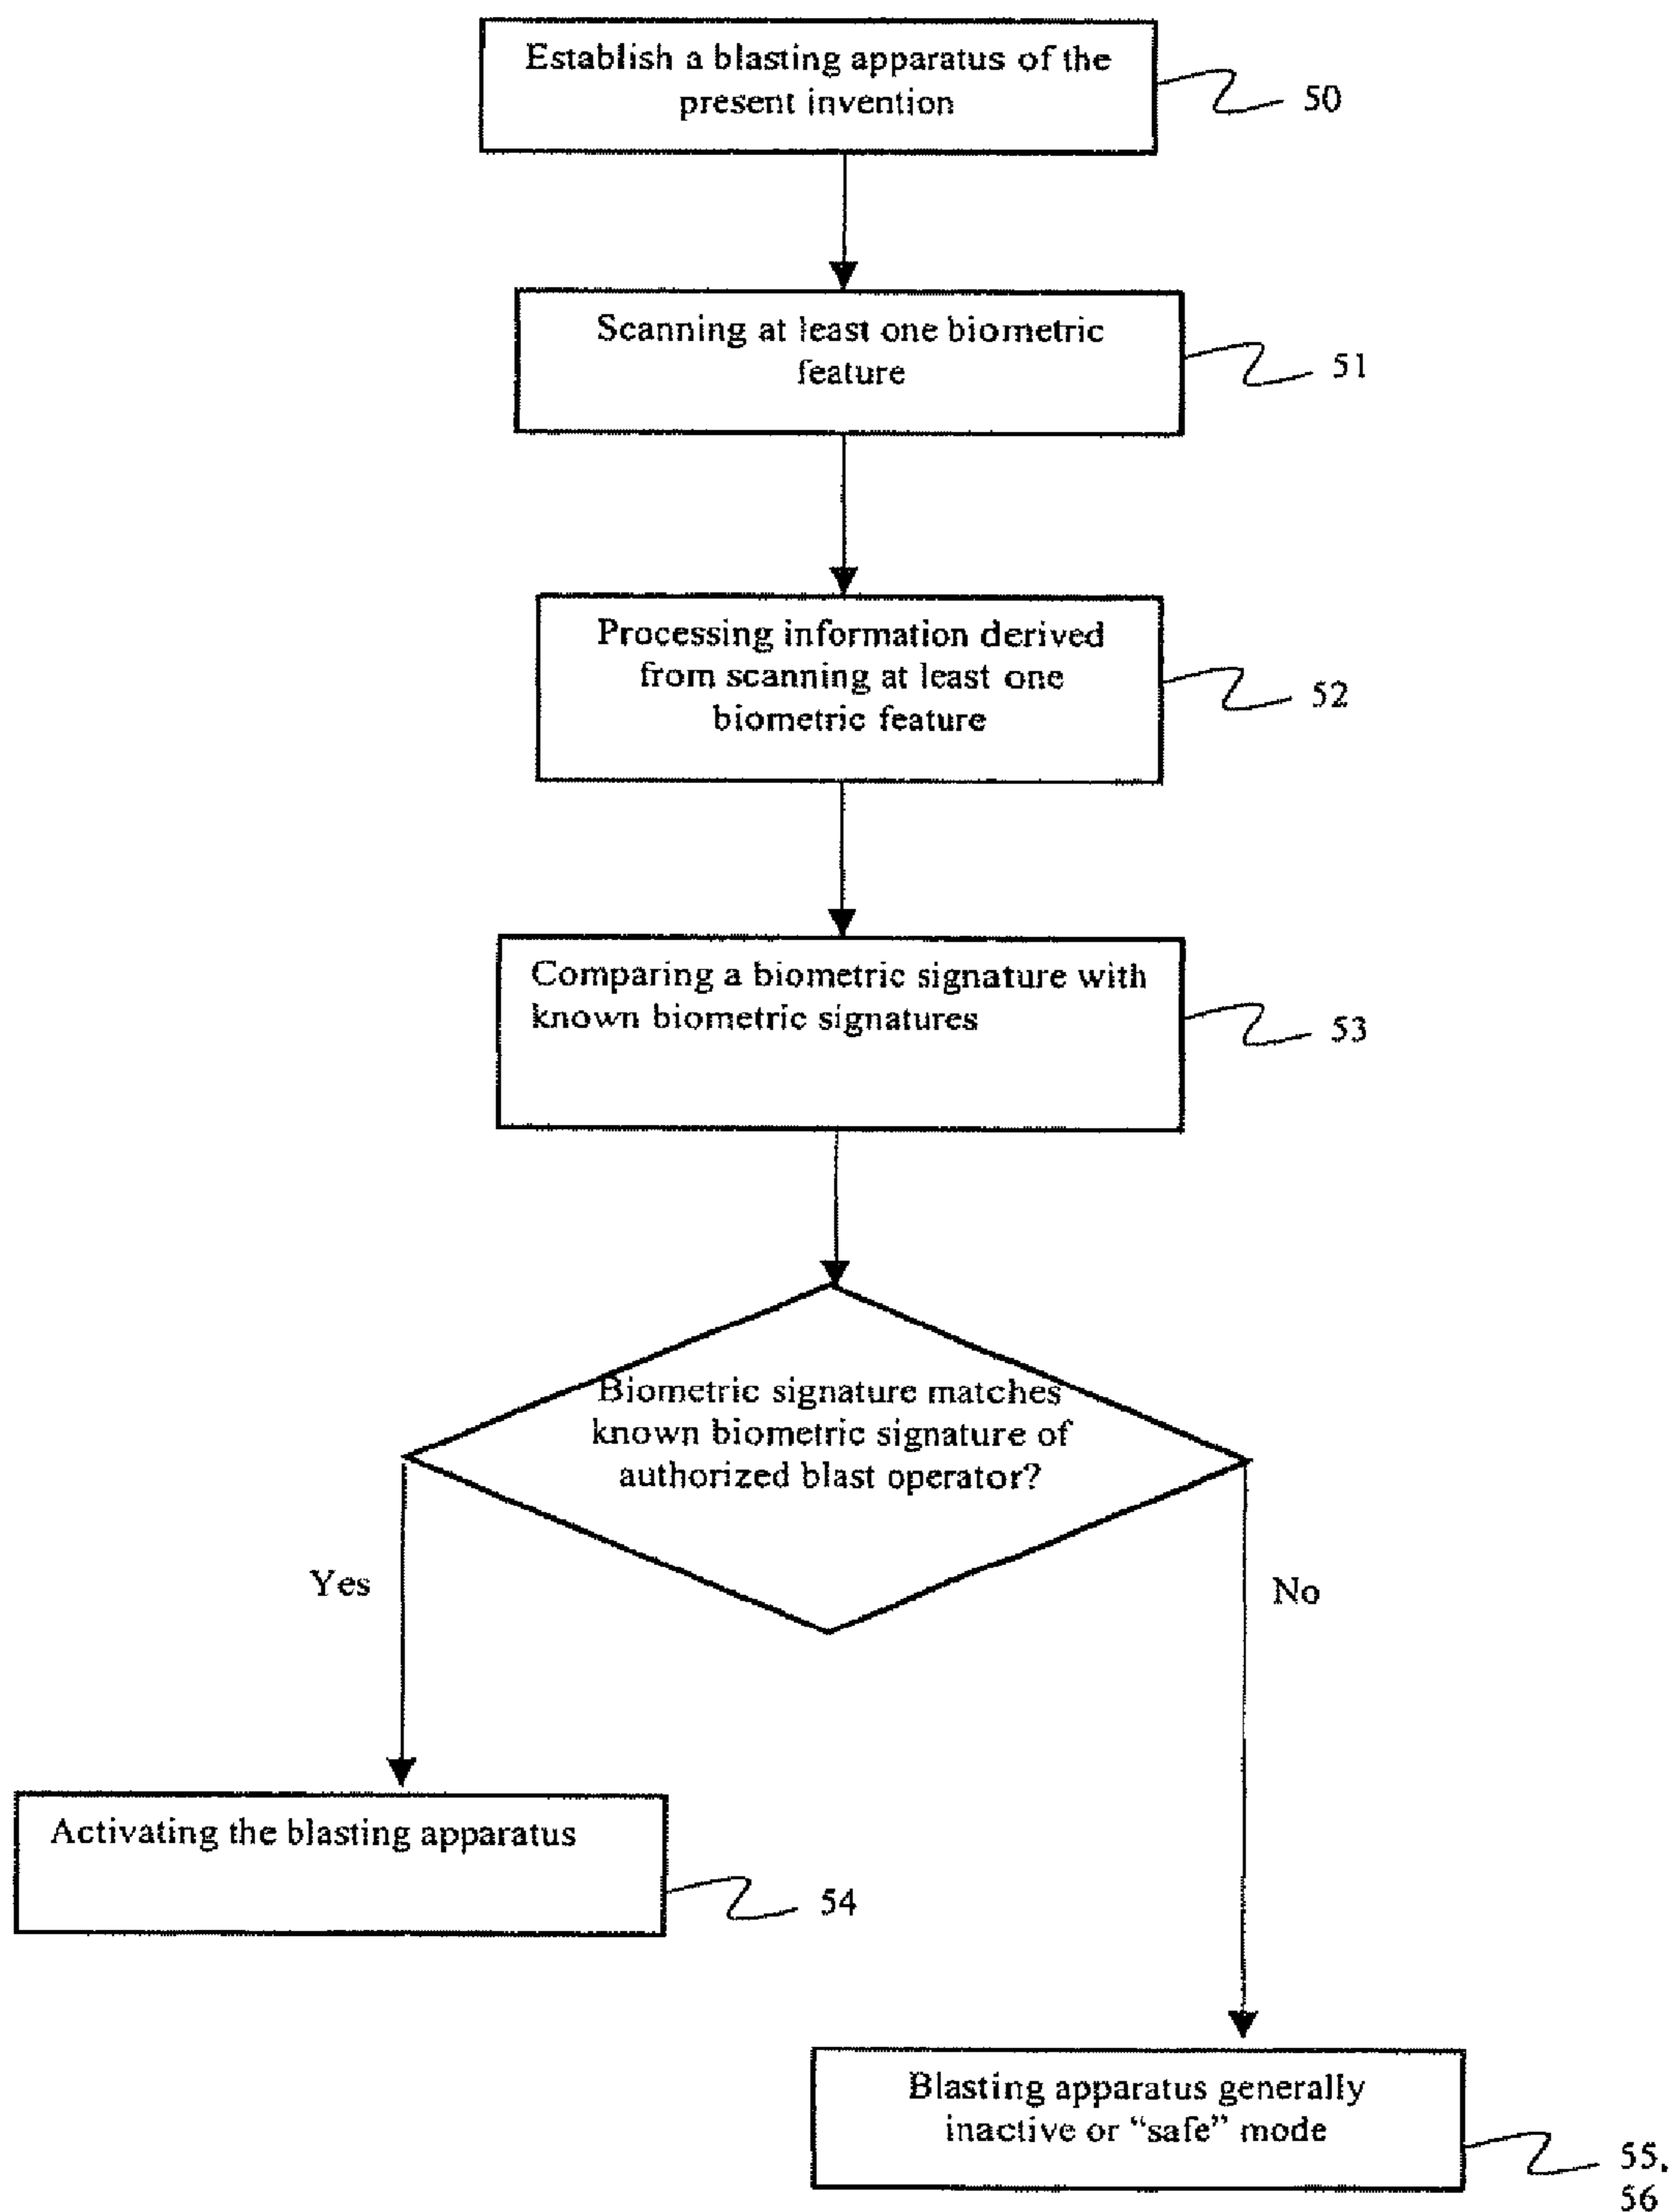 Establish a blasting apparatus of the
present invention
50
Scanning at least one biometric
feature
51
Processing information derived
from scanning at least one
biometric feature
52
Comparing a biometric signature with
known biometric signatures
53
Biometric signature matches
known biometric signature of
authorized blast operator?
Yes
No
Activating the blasting apparatus
54
Blasting apparatus generally
inactive or “safe” mode
55,
56